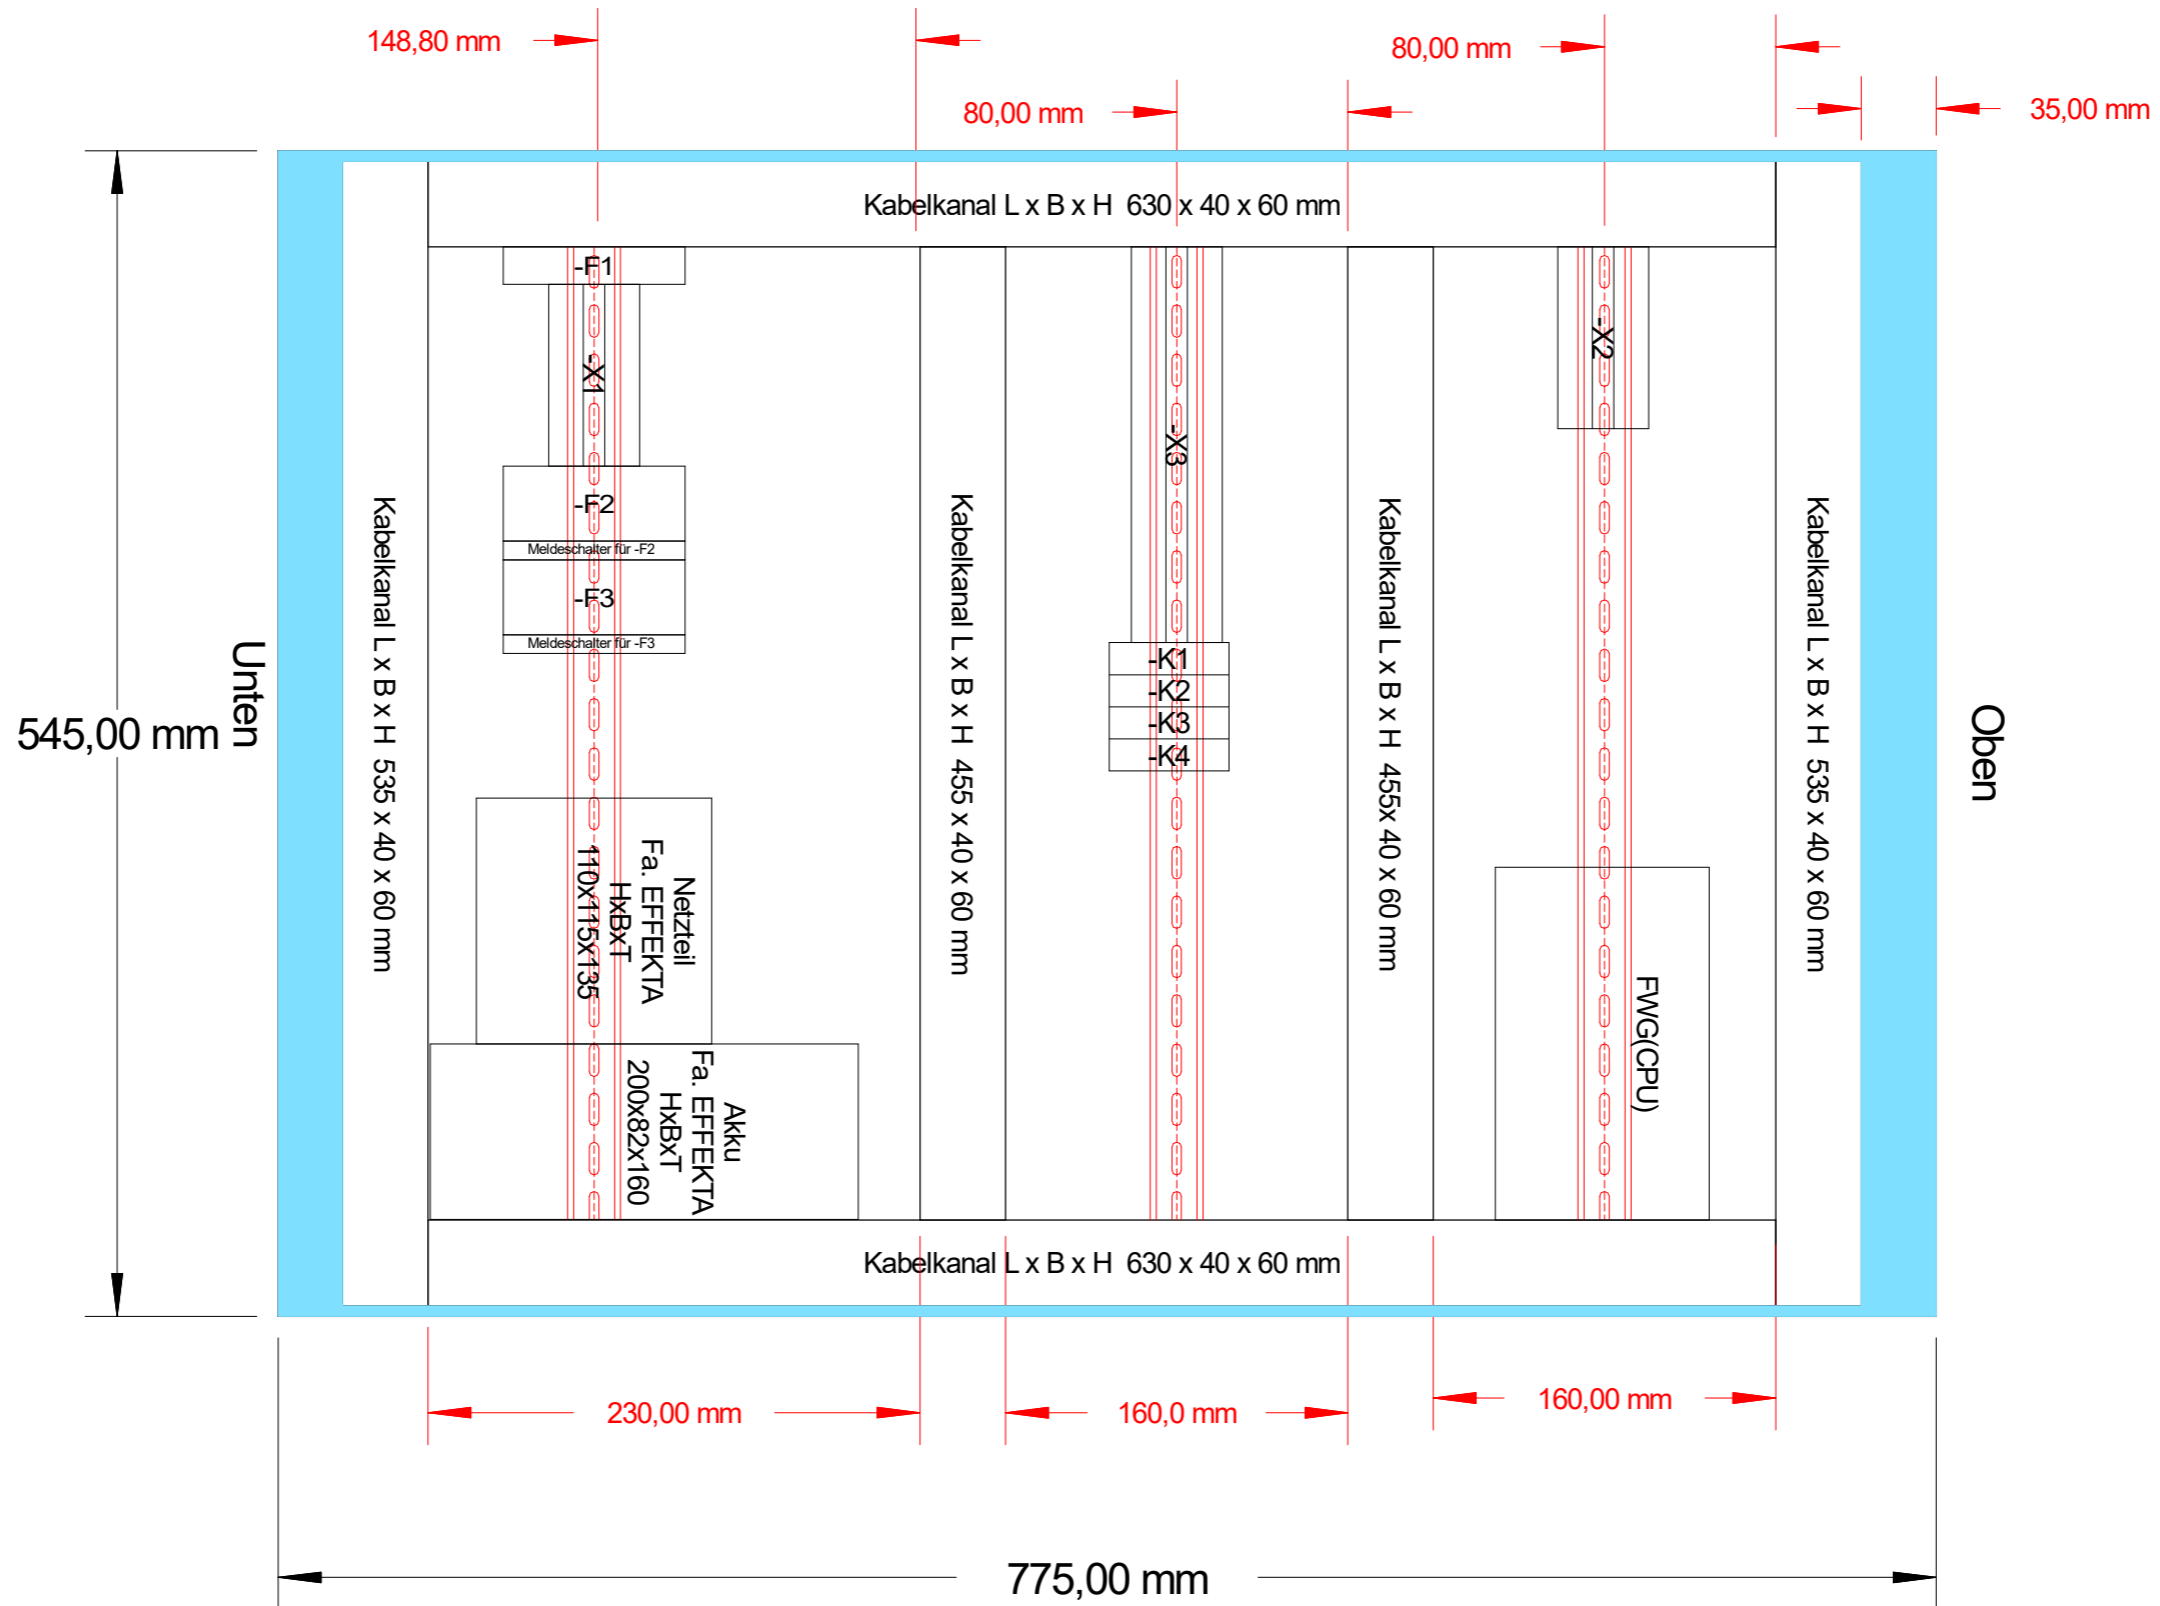 148,80 mm
80,00 mm
80,00 mm
35,00 mm
Kabelkanal L x B x H  630 x 40 x 60 mm
-F1
-X1
-F2
Meldeschalter für -F2
-F3
Meldeschalter für -F3
-X3
-K1
-K2
-K3
-K4
-X2
Unten
545,00 mm
Kabelkanal L x B x H  535 x 40 x 60 mm
Kabelkanal L x B x H  455 x 40 x 60 mm
Kabelkanal L x B x H  455x 40 x 60 mm
Kabelkanal L x B x H  535 x 40 x 60 mm
Oben
Netzteil
Fa. EFFEKTA
HxBxT
110x115x135
Akku
Fa. EFFEKTA
HxBxT
200x82x160
FWG(CPU)
Kabelkanal L x B x H  630 x 40 x 60 mm
230,00 mm
160,0 mm
160,00 mm
775,00 mm